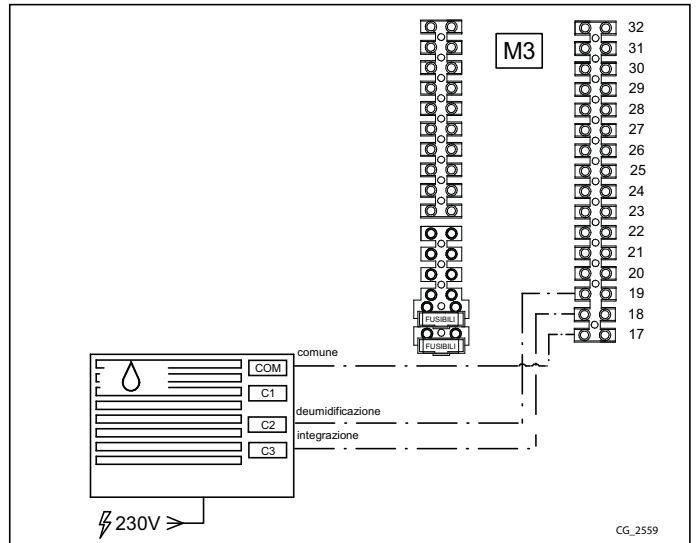 M3
32
31
30
29
28
27
26
25
24
23
22
21
20
19
18
17
FUSIBILI
FUSIBILI
comune
COM
C1
deumidificazione
C2
integrazione
C3
230V
CG_2559